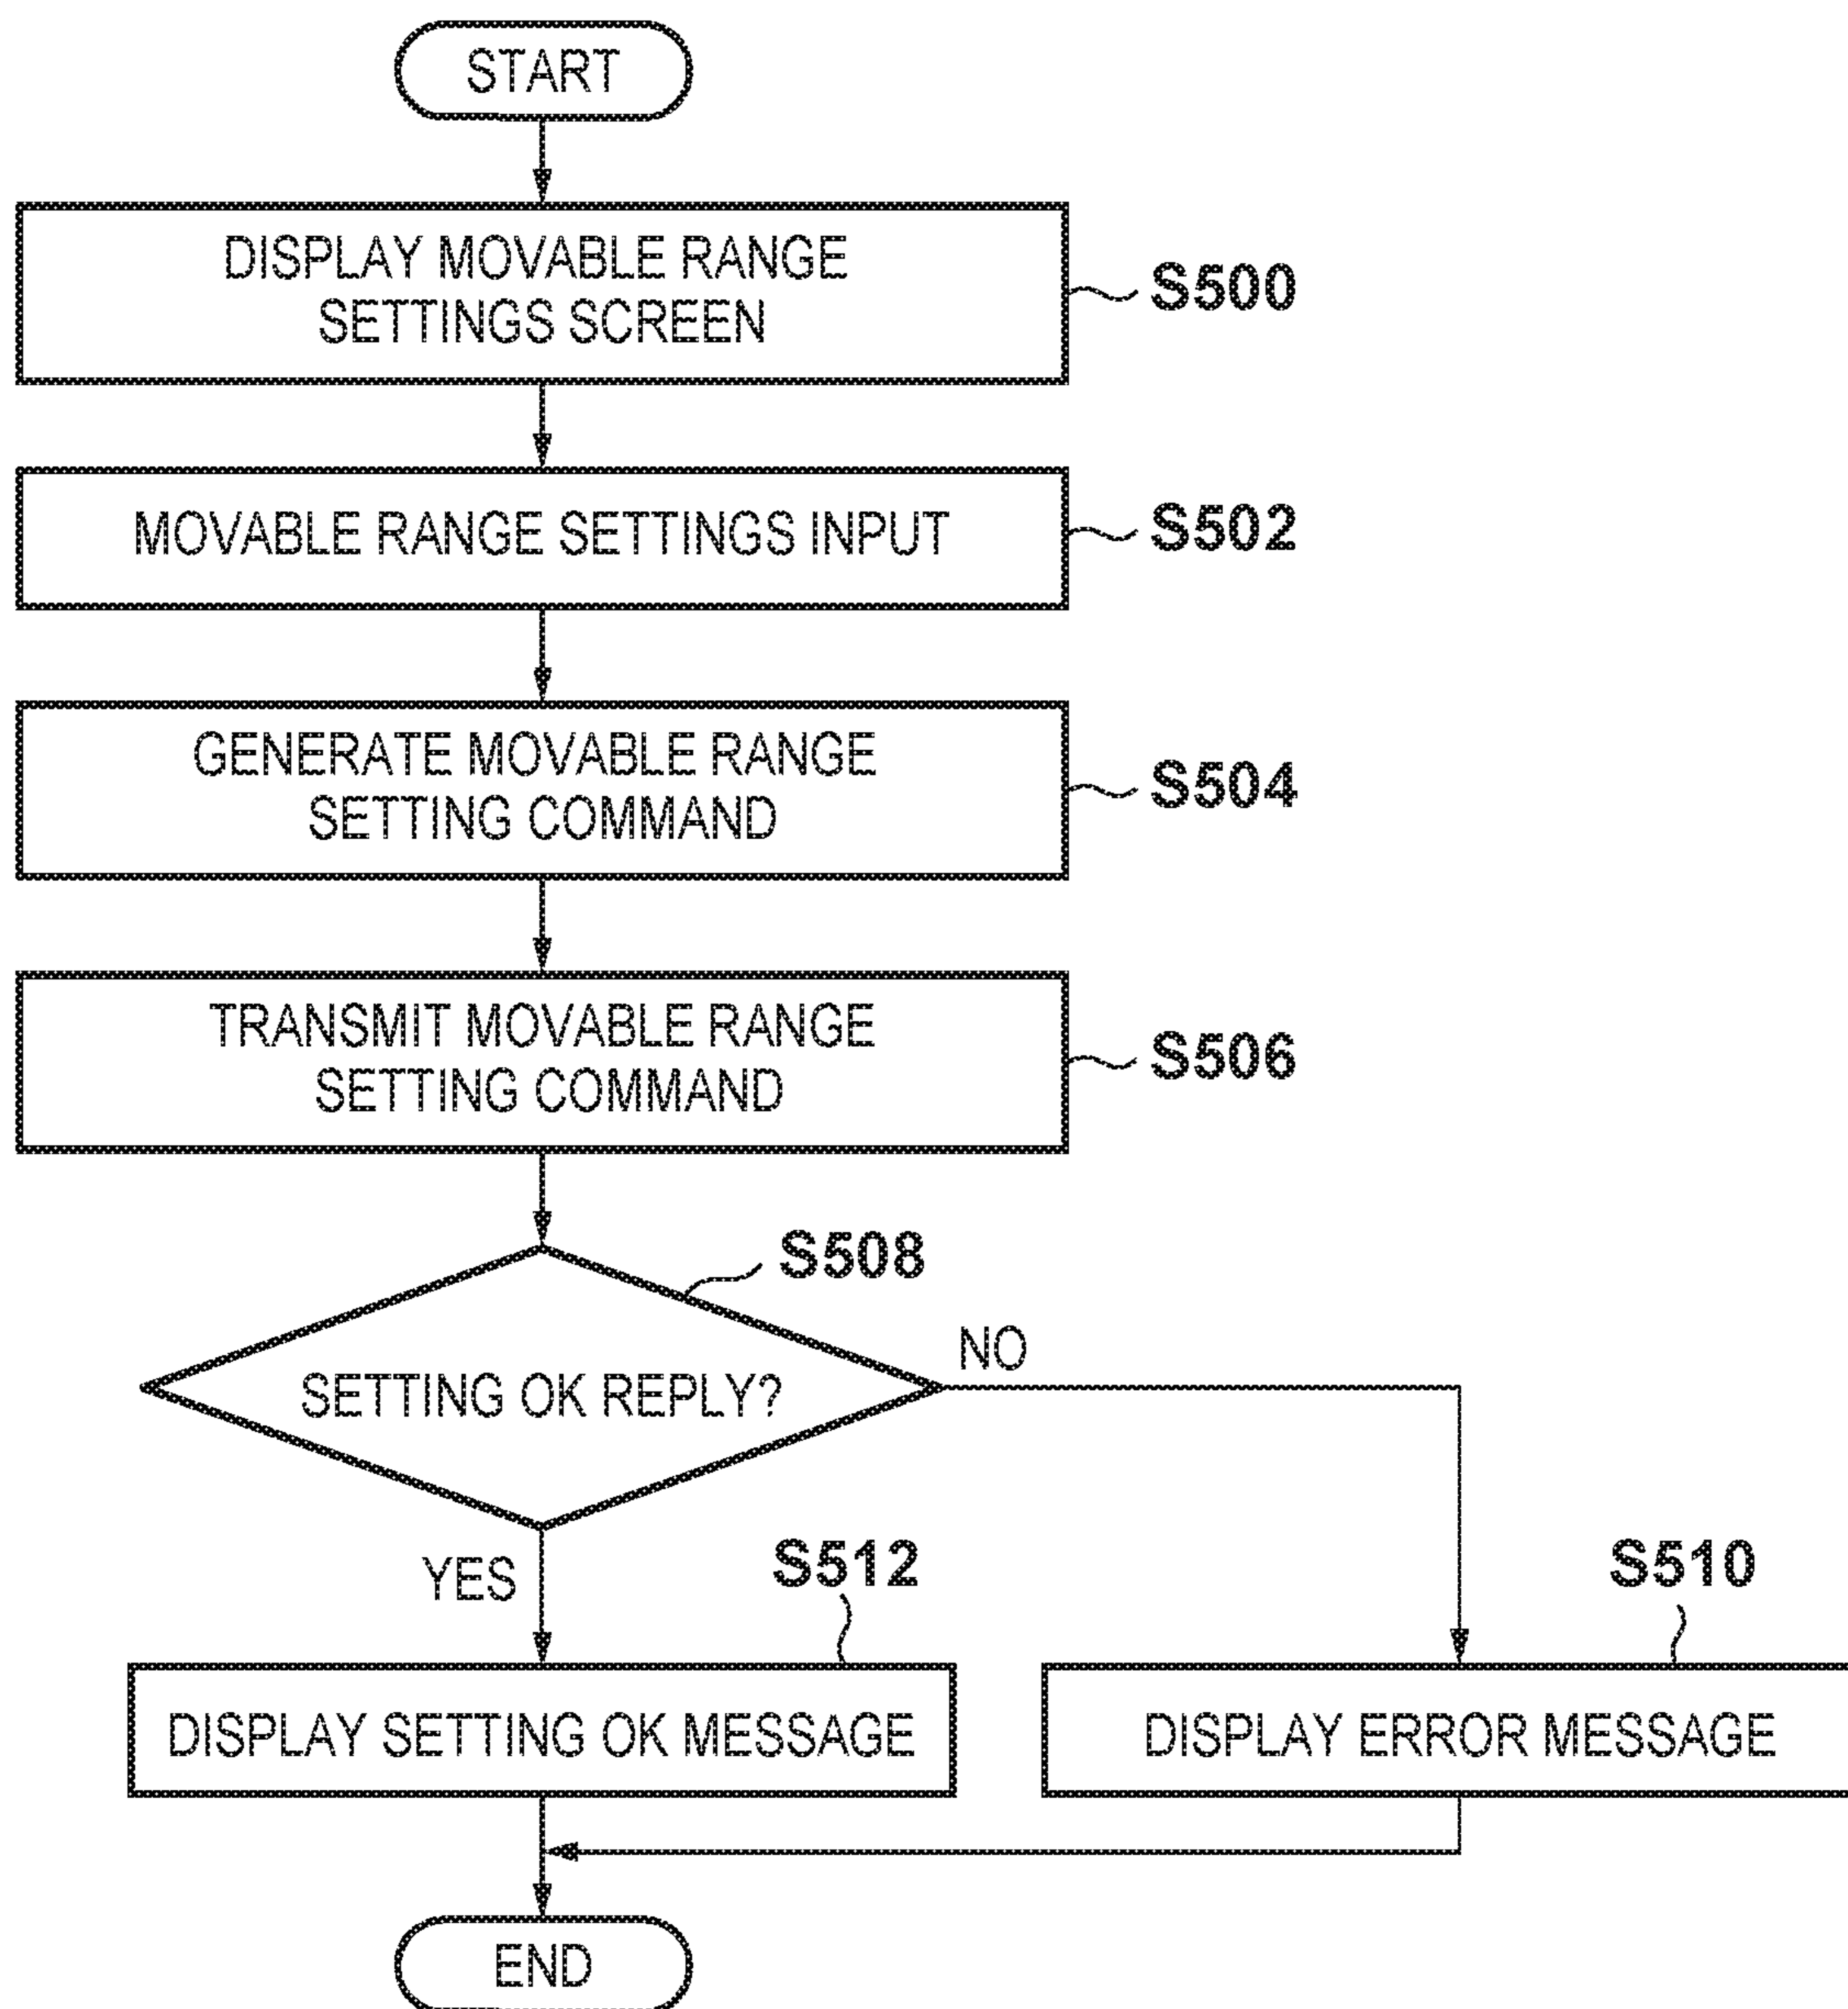 START
DISPLAY MOVABLE RANGE
SETTINGS SCREEN
S500
MOVABLE RANGE SETTINGS INPUT
S502
GENERATE MOVABLE RANGE
SETTING COMMAND
S504
TRANSMIT MOVABLE RANGE
SETTING COMMAND
S506
S508
SETTING OK REPLY?
NO
YES
S512
S510
DISPLAY SETTING OK MESSAGE
DISPLAY ERROR MESSAGE
END